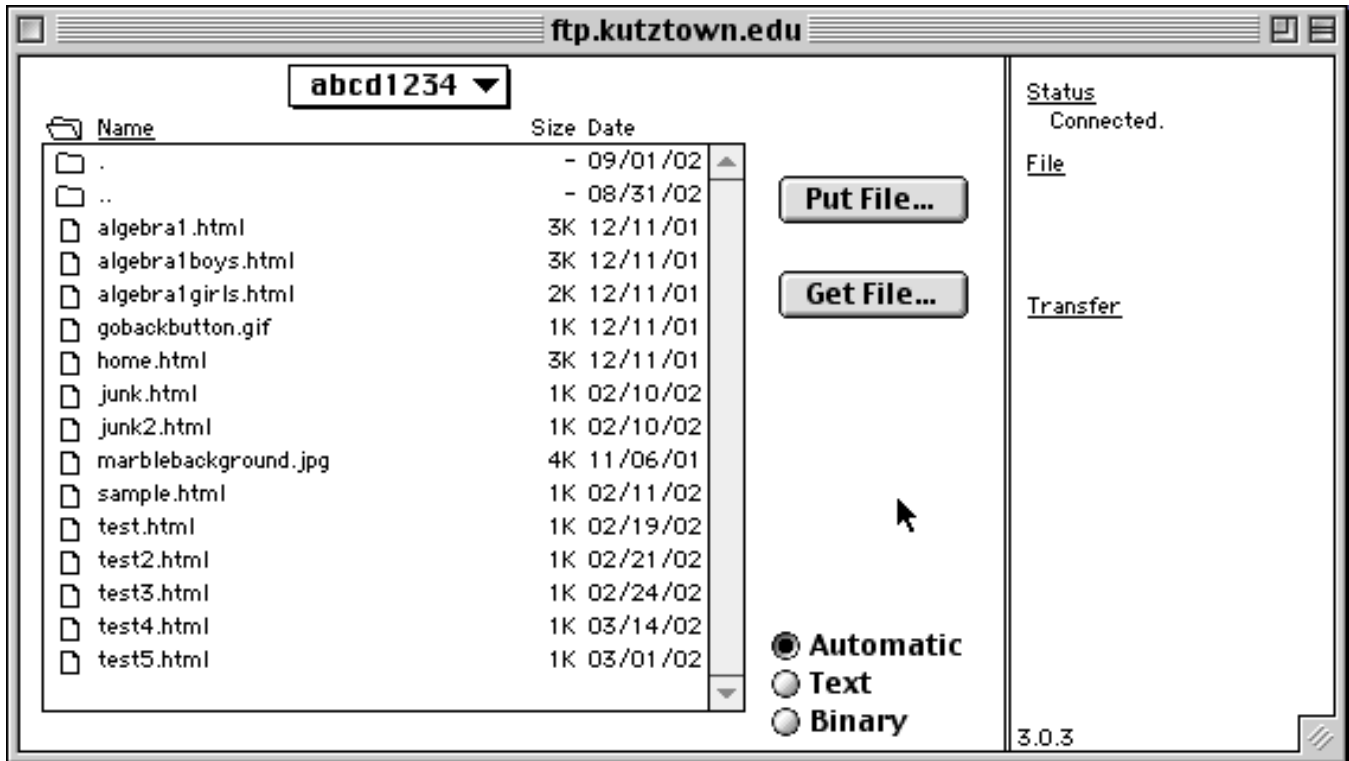 ftp.kutztown.edu
abcd1234
Name Size Date
. - 09/01/02
.. - 08/31/02
algebra1.html 3K 12/11/01
algebra1boys.html 3K 12/11/01
algebra1girls.html 2K 12/11/01
gobackbutton.gif 1K 12/11/01
home.html 3K 12/11/01
junk.html 1K 02/10/02
junk2.html 1K 02/10/02
marblebackground.jpg 4K 11/06/01
sample.html 1K 02/11/02
test.html 1K 02/19/02
test2.html 1K 02/21/02
test3.html 1K 02/24/02
test4.html 1K 03/14/02
test5.html 1K 03/01/02
Put File...
Get File...
Automatic
Text
Binary
Status
Connected.
File
Transfer
3.0.3